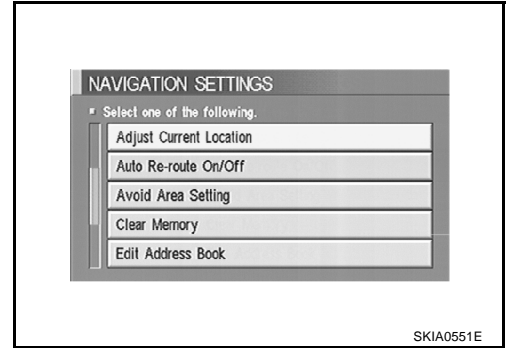 NAVIGATION SETTINGS
Select one of the following.
Adjust Current Location
Auto Re-route On/Off
Avoid Area Setting
Clear Memory
Edit Address Book
SKIA0551E